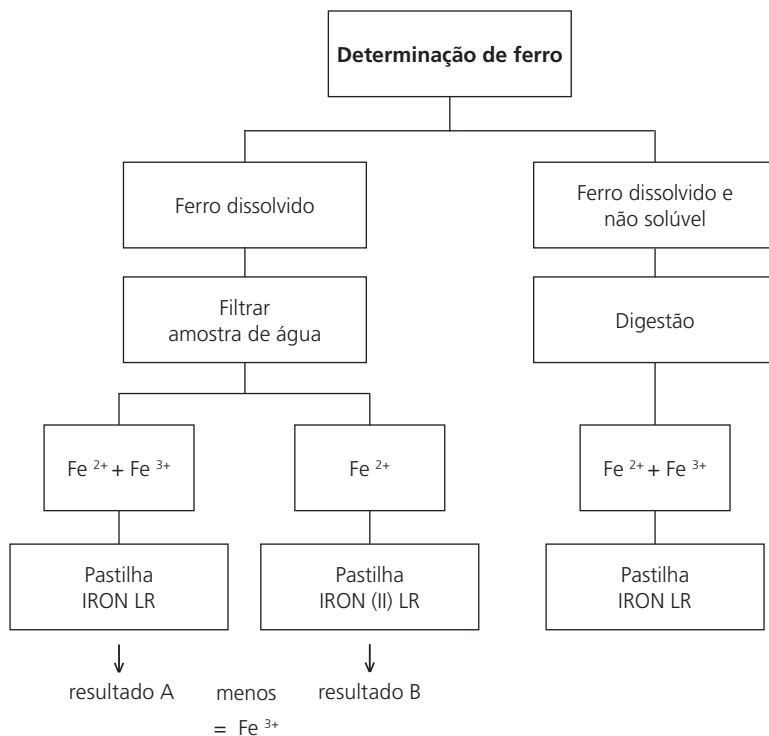 Determinação de ferro
Ferro dissolvido
Ferro dissolvido e
não solúvel
Filtrar
amostra de água
Digestão
Fe ²⁺ + Fe ³⁺
Fe ²⁺
Fe ²⁺ + Fe ³⁺
Pastilha
IRON LR
Pastilha
IRON (II) LR
Pastilha
IRON LR
resultado A menos resultado B
= Fe ³⁺